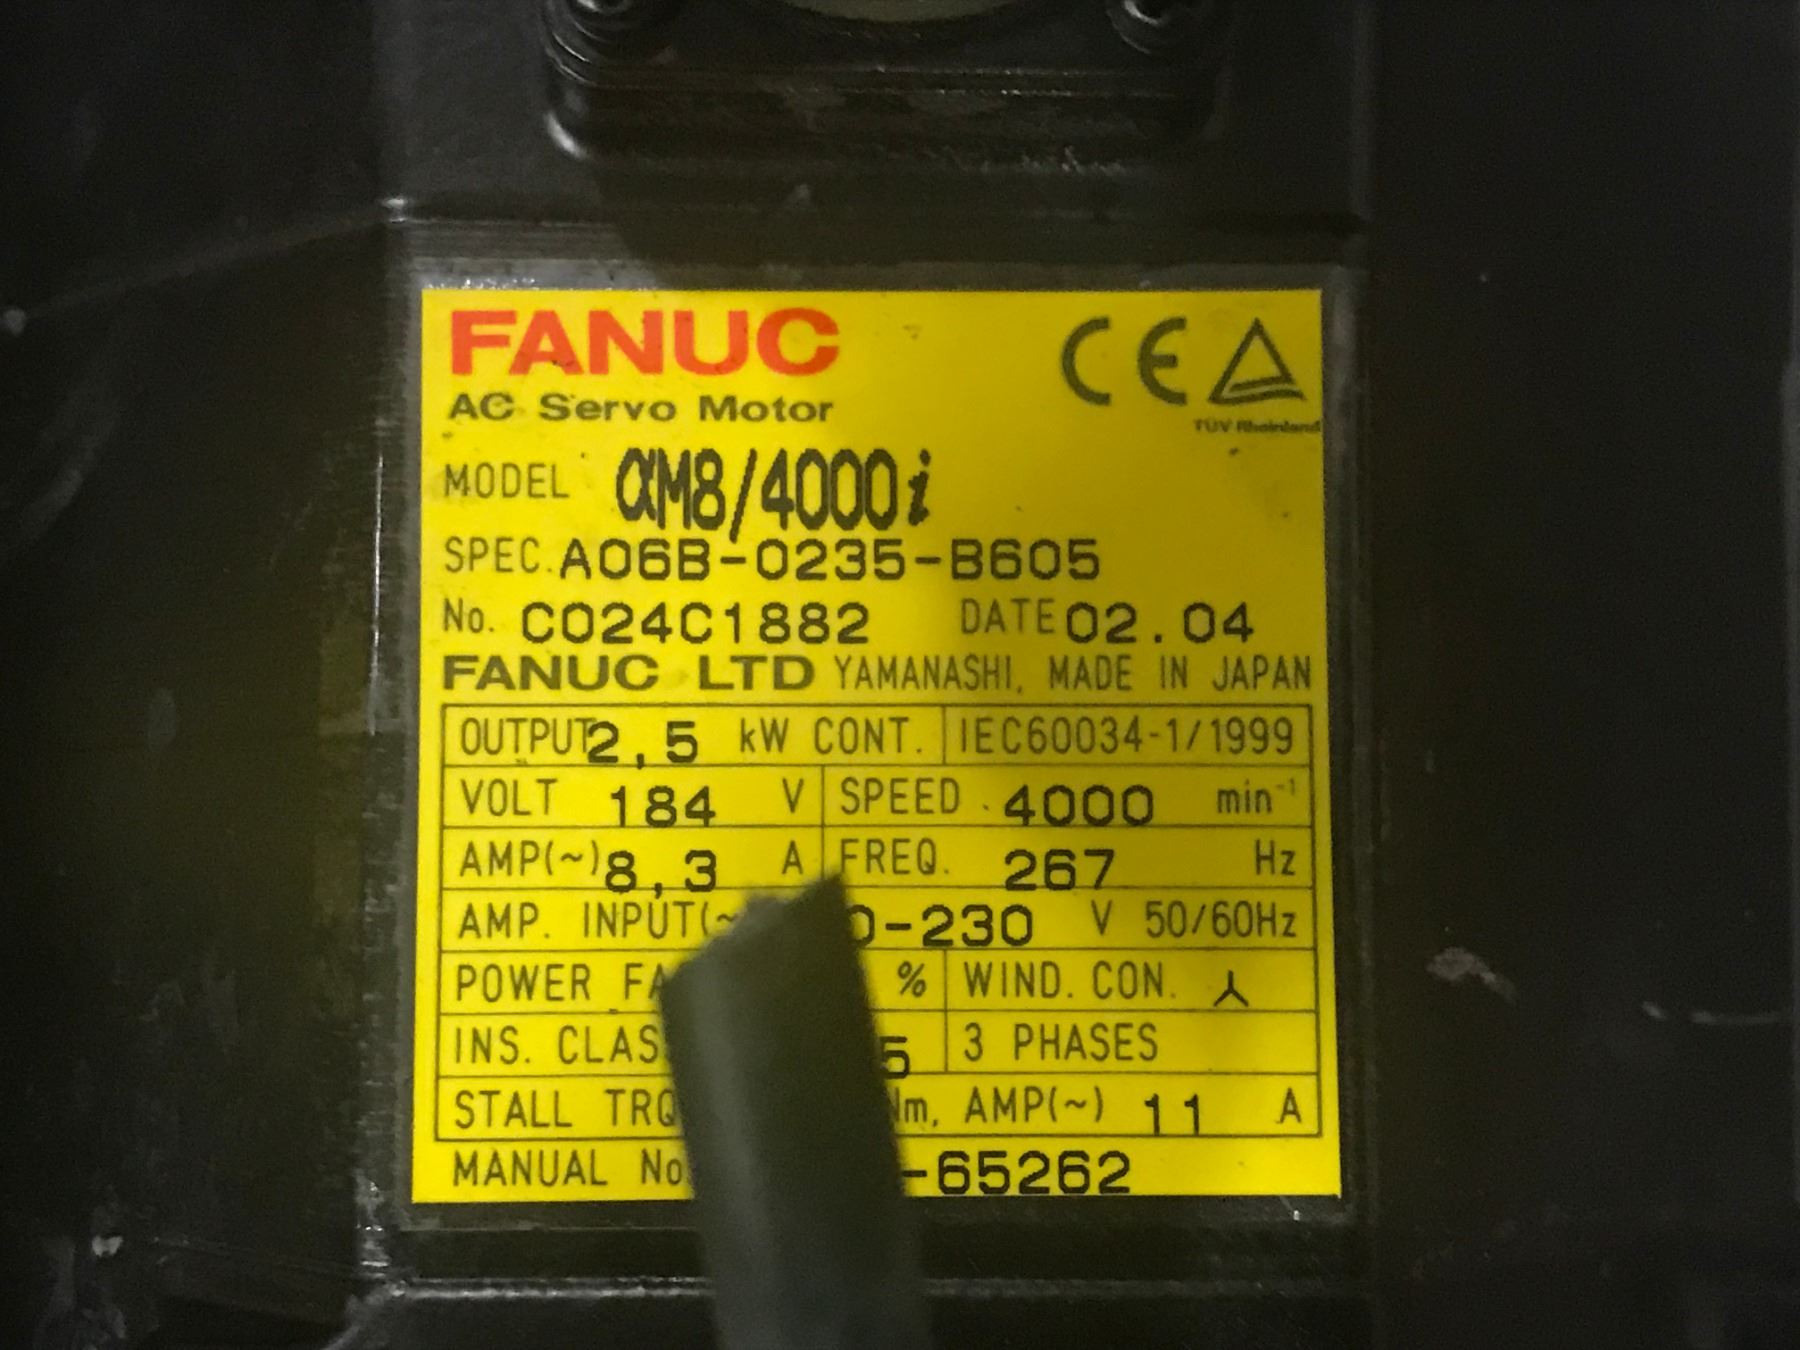 FANUC
CE
AC Servo Motor
TÜV Rheinland
MODEL αM8/4000i
SPEC. A06B-0235-B605
No. C024C1882 DATE 02.04
FANUC LTD YAMANASHI, MADE IN JAPAN
OUTPUT 2,5 kW CONT. IEC60034-1/1999
VOLT 184 V SPEED 4000 min⁻¹
AMP(~) 8,3 A FREQ. 267 Hz
AMP. INPUT(~ 0-230 V 50/60Hz
POWER % WIND. CON.
INS. 3 PHASES
STALL TRQ Nm, AMP(~) 11 A
MANUAL No. -65262